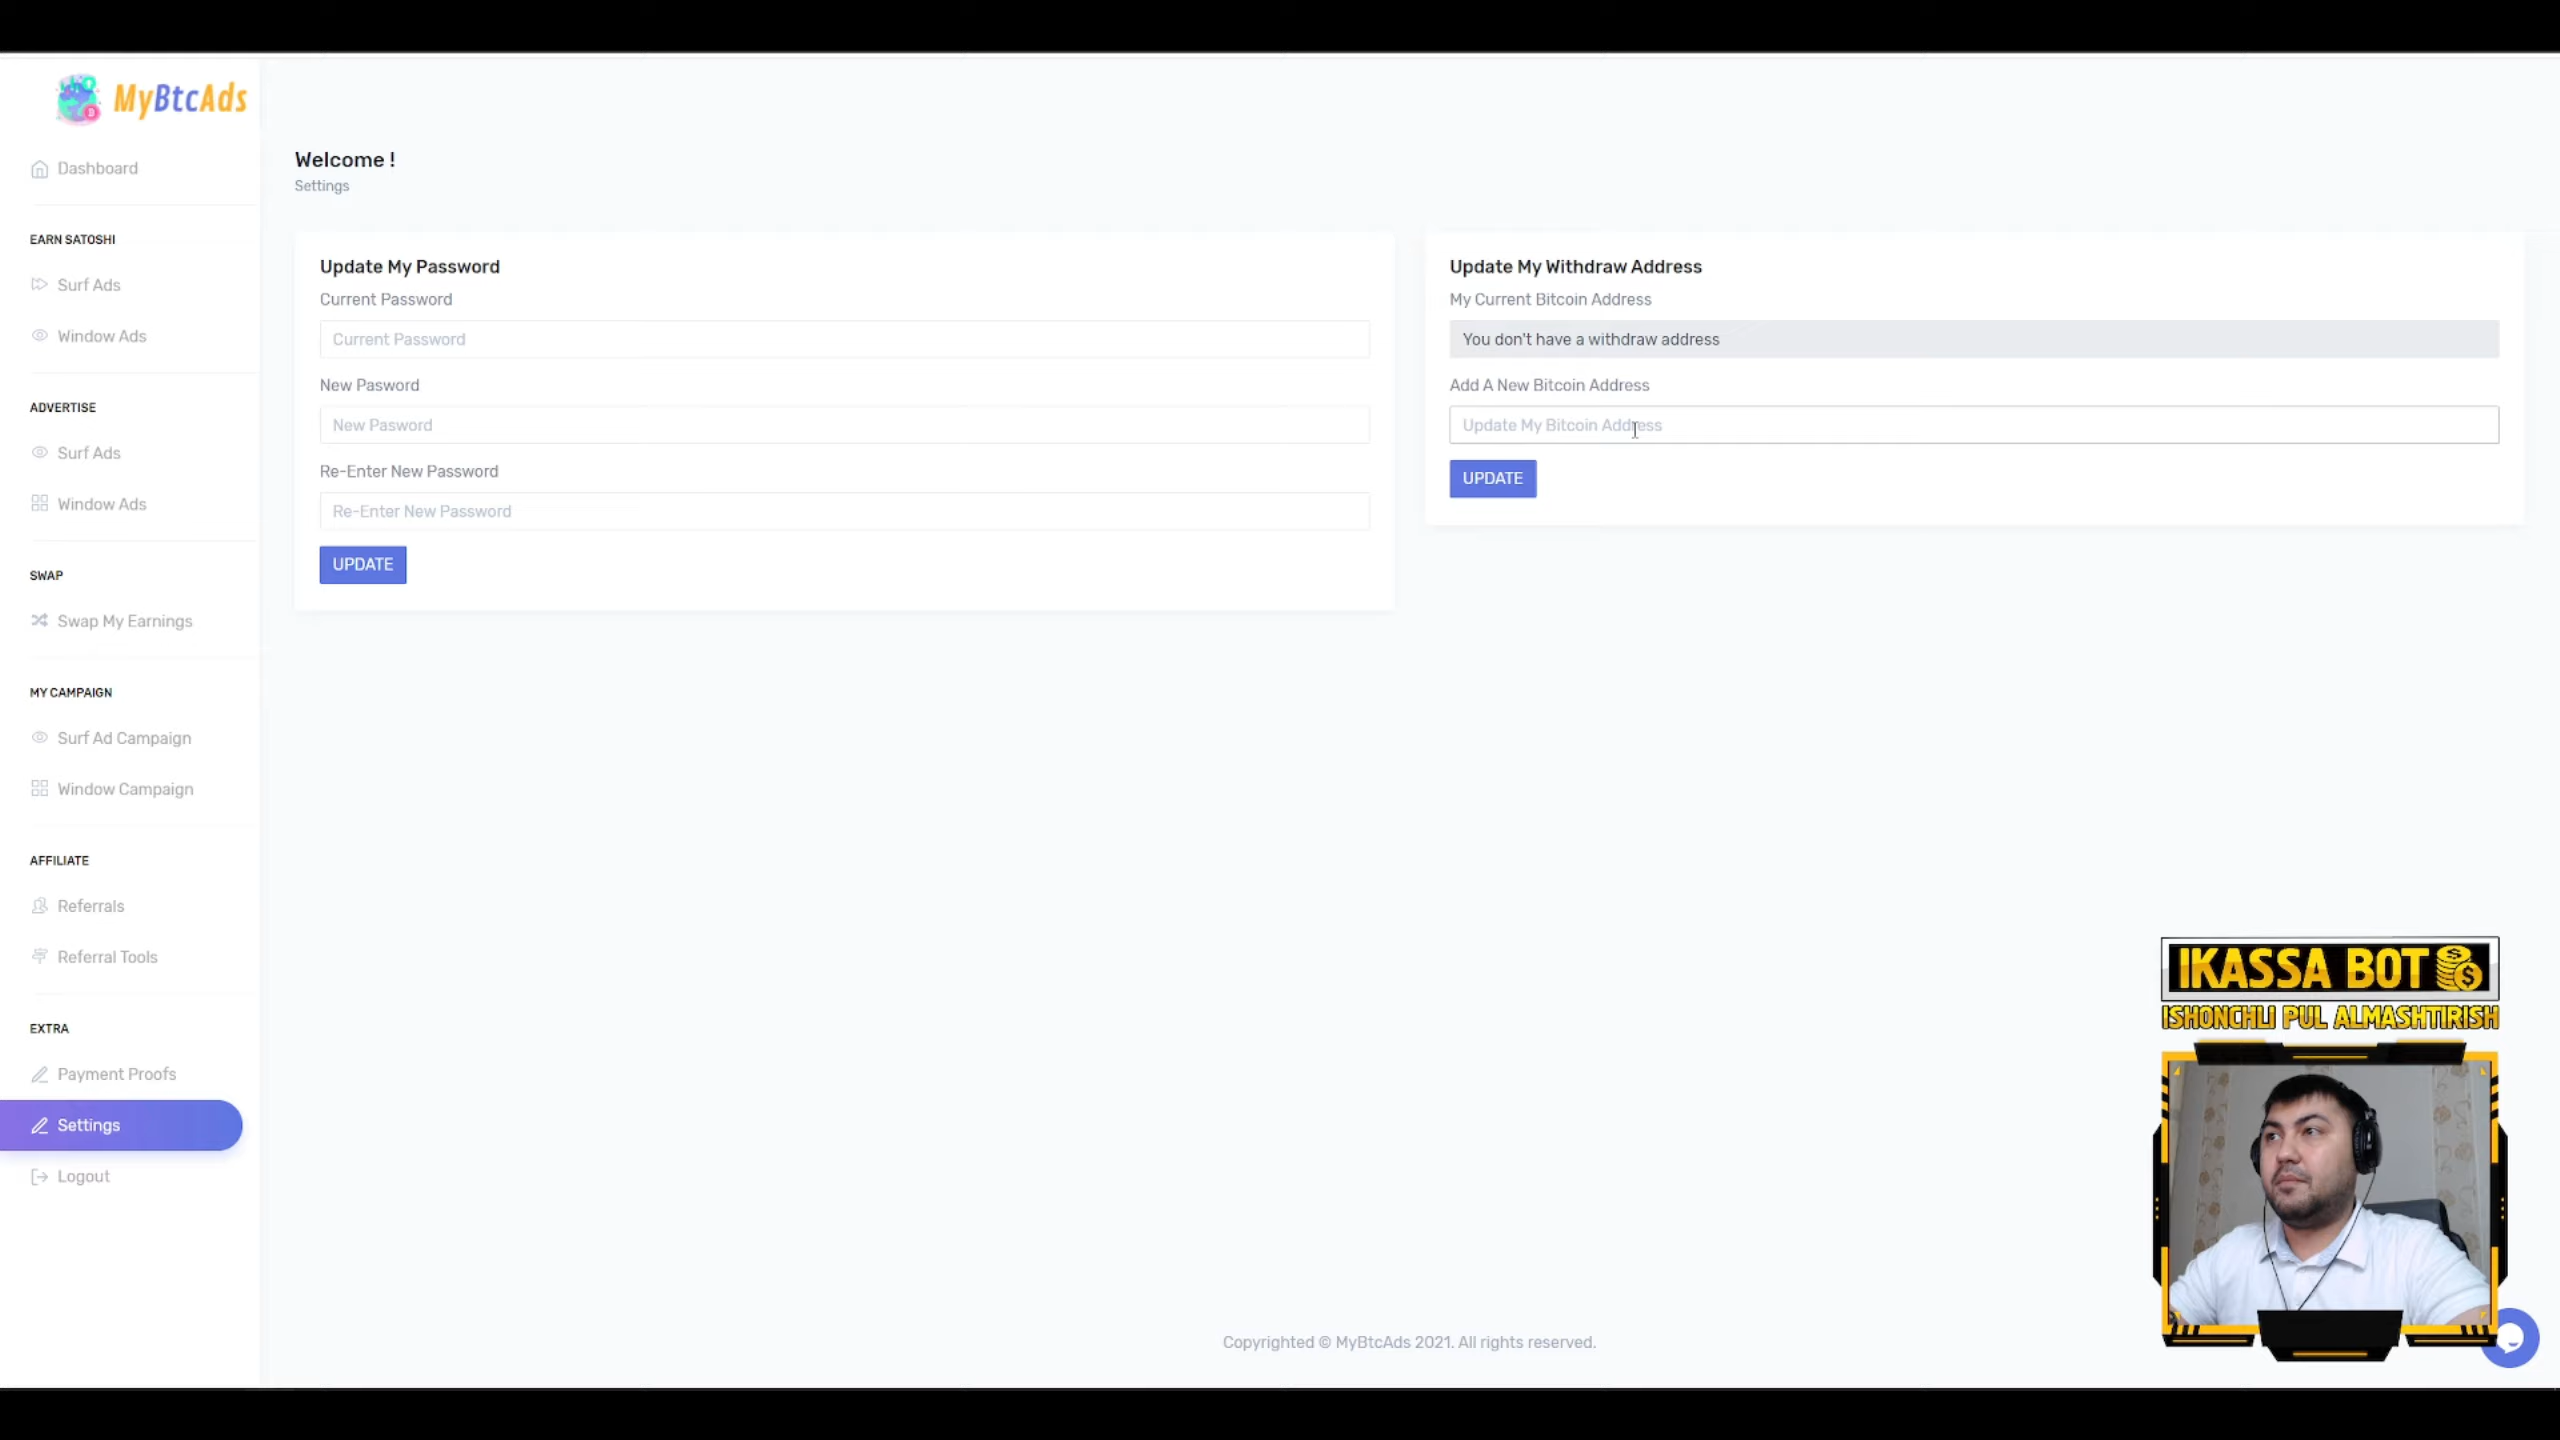 MyBtcAds
Dashboard
EARN SATOSHI
Surf Ads
Window Ads
ADVERTISE
Surf Ads
Window Ads
SWAP
Swap My Earnings
MY CAMPAIGN
Surf Ad Campaign
Window Campaign
AFFILIATE
Referrals
Referral Tools
EXTRA
Payment Proofs
Settings
Logout
Welcome !
Settings
Update My Password
Current Password
Current Password
New Pasword
New Pasword
Re-Enter New Password
Re-Enter New Password
UPDATE
Update My Withdraw Address
My Current Bitcoin Address
You don't have a withdraw address
Add A New Bitcoin Address
Update My Bitcoin Address
UPDATE
IKASSA BOT
ISHONCHLI PUL ALMASHTIRISH
Copyrighted © MyBtcAds 2021. All rights reserved.